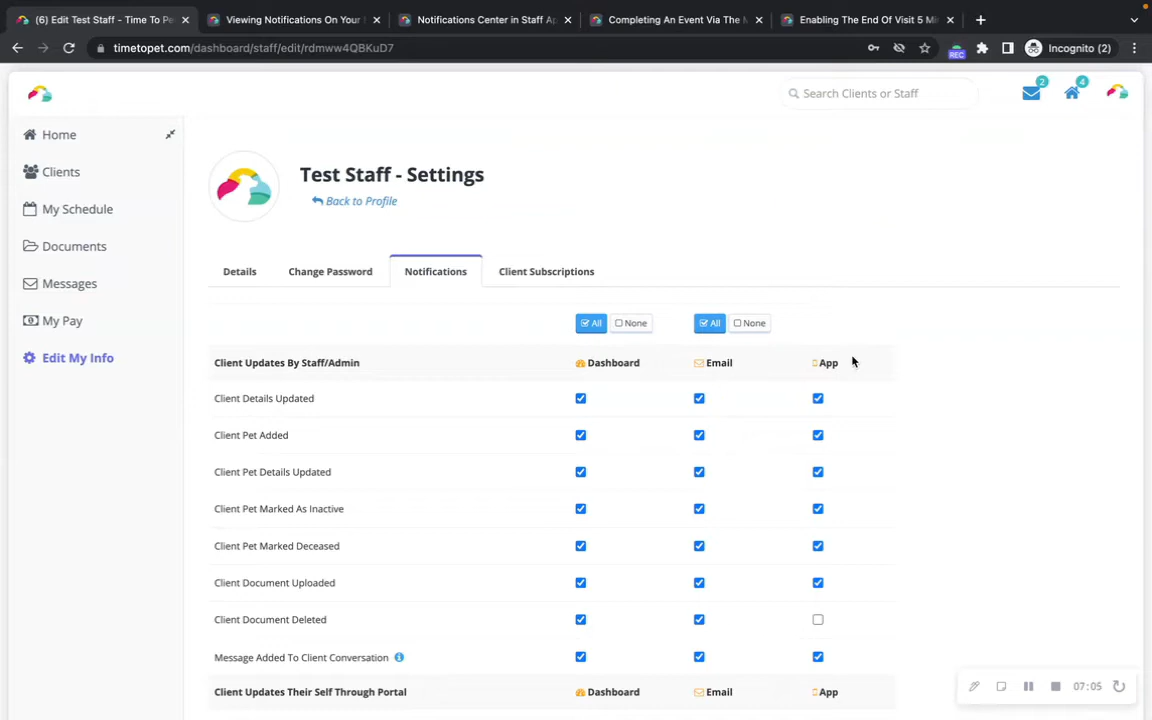 (6) Edit Test Staff - Time To Pe
Viewing Notifications On Your
Notifications Center in Staff Ap
Completing An Event Via The M
Enabling The End Of Visit 5 Mi
timetopet.com/dashboard/staff/edit/rdmww4QBKuD7
REC
Incognito (2)
Search Clients or Staff
2
4
Home
Clients
My Schedule
Documents
Messages
My Pay
Edit My Info
Test Staff - Settings
Back to Profile
Details Change Password Notifications Client Subscriptions
All None All None
Client Updates By Staff/Admin Dashboard Email App
Client Details Updated
Client Pet Added
Client Pet Details Updated
Client Pet Marked As Inactive
Client Pet Marked Deceased
Client Document Uploaded
Client Document Deleted
Message Added To Client Conversation
Client Updates Their Self Through Portal Dashboard Email App
07:05